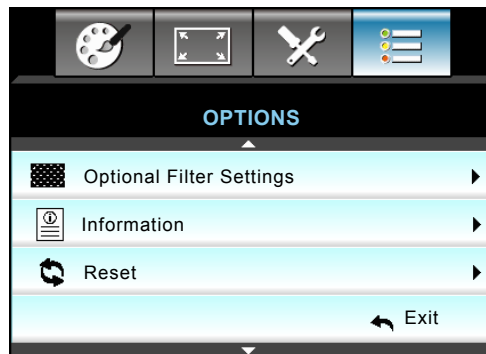 OPTIONS
Optional Filter Settings
Information
Reset
Exit